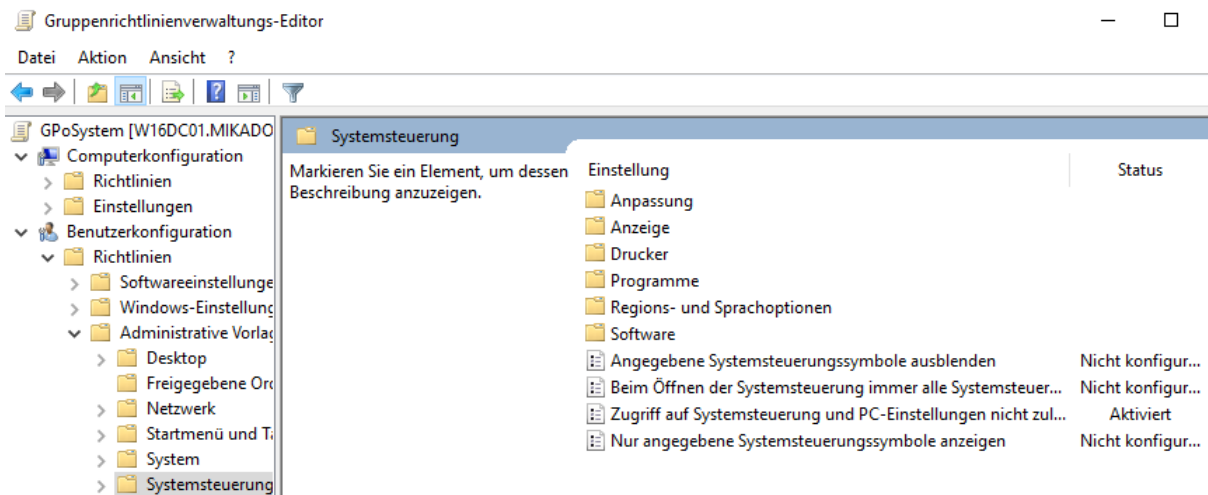 Gruppenrichtlinienverwaltungs-Editor
Datei Aktion Ansicht ?
GPoSystem [W16DC01.MIKADO
Computerkonfiguration
Richtlinien
Einstellungen
Benutzerkonfiguration
Richtlinien
Softwareeinstellunge
Windows-Einstellung
Administrative Vorlag
Desktop
Freigegebene Ord
Netzwerk
Startmenü und Ta
System
Systemsteuerung
Systemsteuerung
Markieren Sie ein Element, um dessen
Beschreibung anzuzeigen.
Einstellung Status
Anpassung
Anzeige
Drucker
Programme
Regions- und Sprachoptionen
Software
Angegebene Systemsteuerungssymbole ausblenden Nicht konfigur...
Beim Öffnen der Systemsteuerung immer alle Systemsteuer... Nicht konfigur...
Zugriff auf Systemsteuerung und PC-Einstellungen nicht zul... Aktiviert
Nur angegebene Systemsteuerungssymbole anzeigen Nicht konfigur...